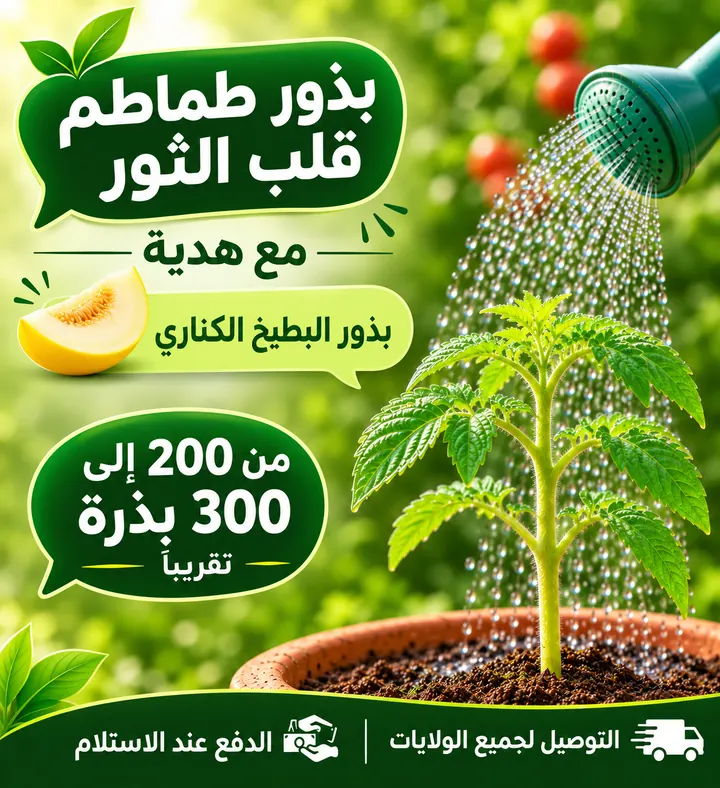 بذور طماطم
قلب الثور
مع هدية
بذور البطيخ الكناري
من 200 إلى
300 بذرة
تقريباً
التوصيل لجميع الولايات
الدفع عند الاستلام